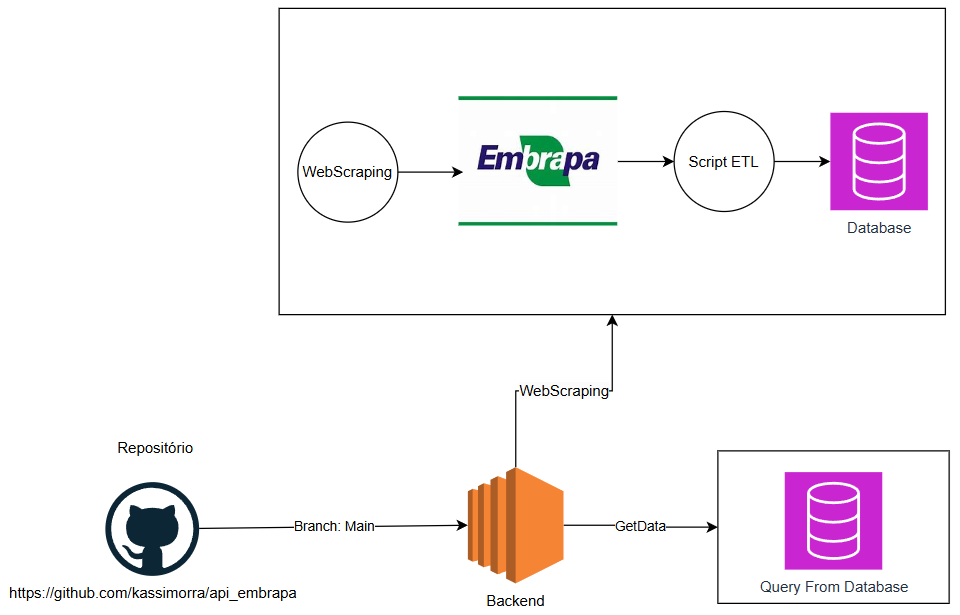 WebScraping
Embrapa
Script ETL
Database
WebScraping
Repositório
Branch: Main
GetData
https://github.com/kassimorra/api_embrapa
Backend
Query From Database